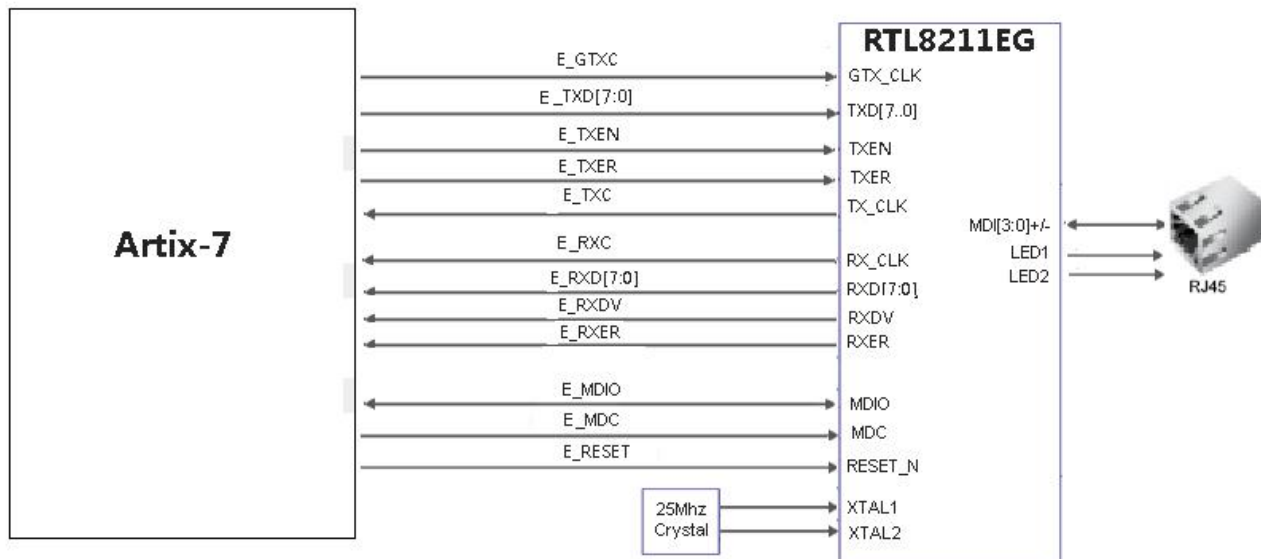 RTL8211EG
E_GTXC
GTX_CLK
E_TXD[7:0]
TXD[7..0]
E_TXEN
TXEN
E_TXER
TXER
E_TXC
TX_CLK
Artix-7
MDI[3:0]+/-
E_RXC
RX_CLK
LED1
E_RXD[7:0]
RXD[7:0]
LED2
RJ45
E_RXDV
RXDV
E_RXER
RXER
E_MDIO
MDIO
E_MDC
MDC
E_RESET
RESET_N
25Mhz
Crystal
XTAL1
XTAL2